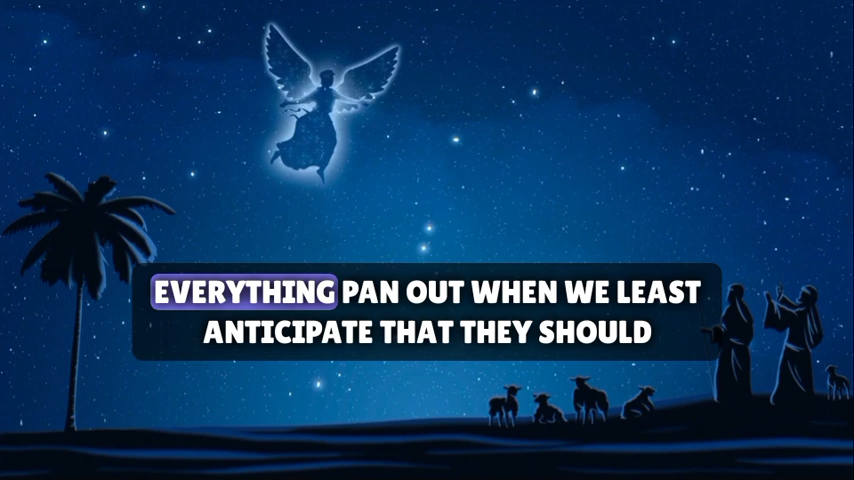 EVERYTHING PAN OUT WHEN WE LEAST
ANTICIPATE THAT THEY SHOULD